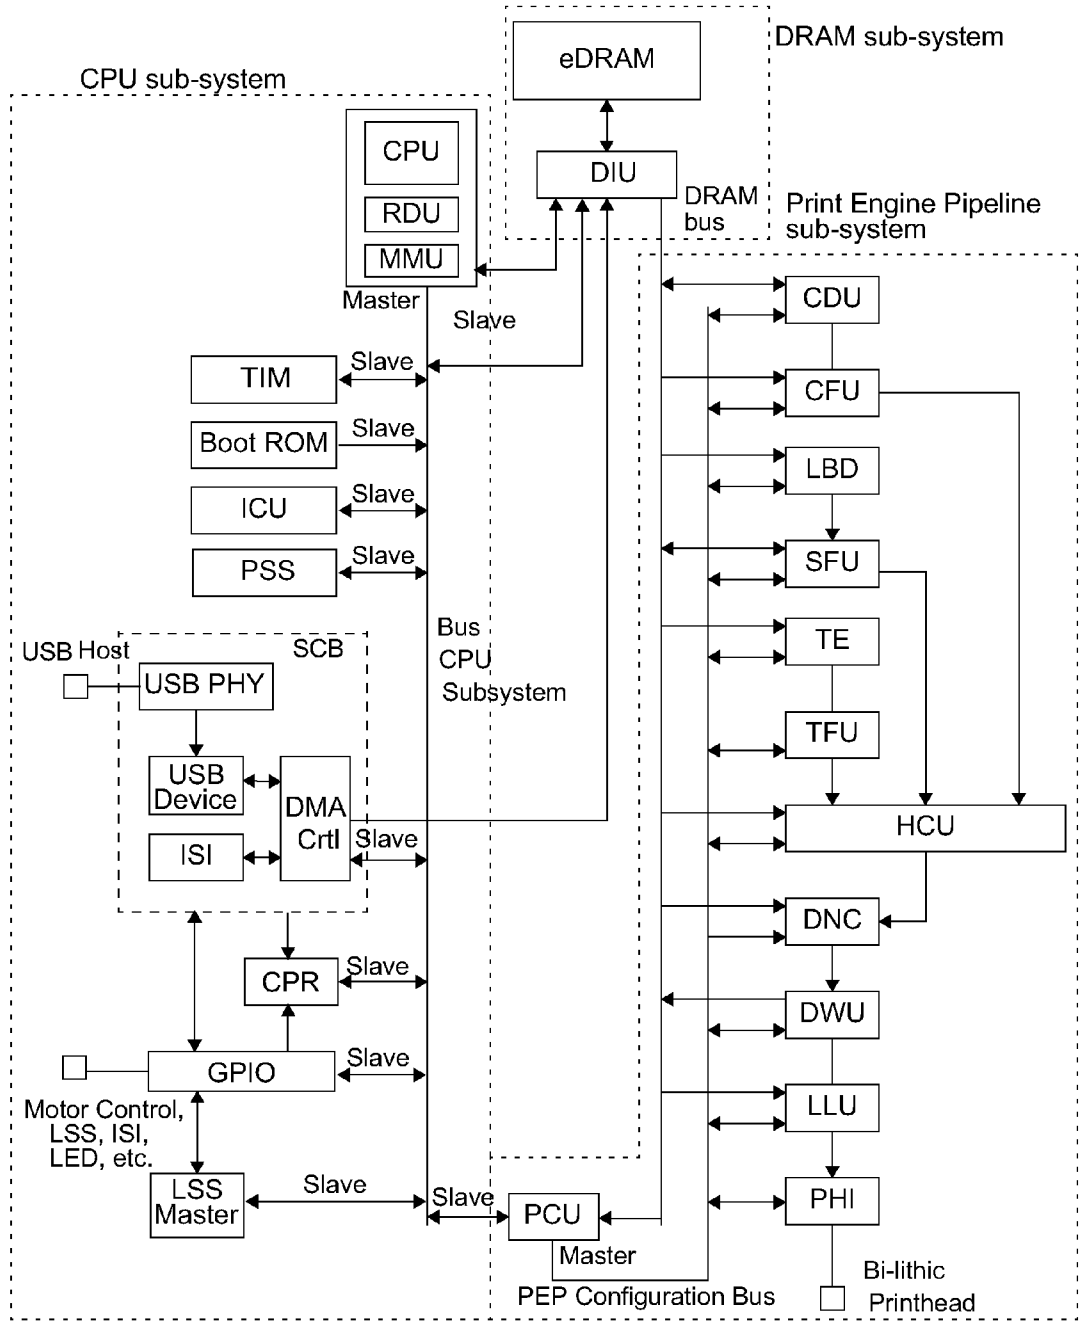 DRAM sub-system
eDRAM
CPU sub-system
CPU
DIU
DRAM
bus
RDU
Print Engine Pipeline
sub-system
MMU
Master
Slave
CDU
TIM
Slave
CFU
Boot ROM
Slave
LBD
ICU
Slave
PSS
Slave
SFU
Bus
CPU
Subsystem
TE
USB Host
SCB
USB PHY
TFU
USB
Device
DMA
Crtl
Slave
HCU
ISI
DNC
CPR
Slave
DWU
GPIO
Slave
Motor Control,
LSS, ISI,
LED, etc.
LLU
LSS
Master
Slave
Slave
PCU
PHI
Master
PEP Configuration Bus
Bi-lithic
Printhead